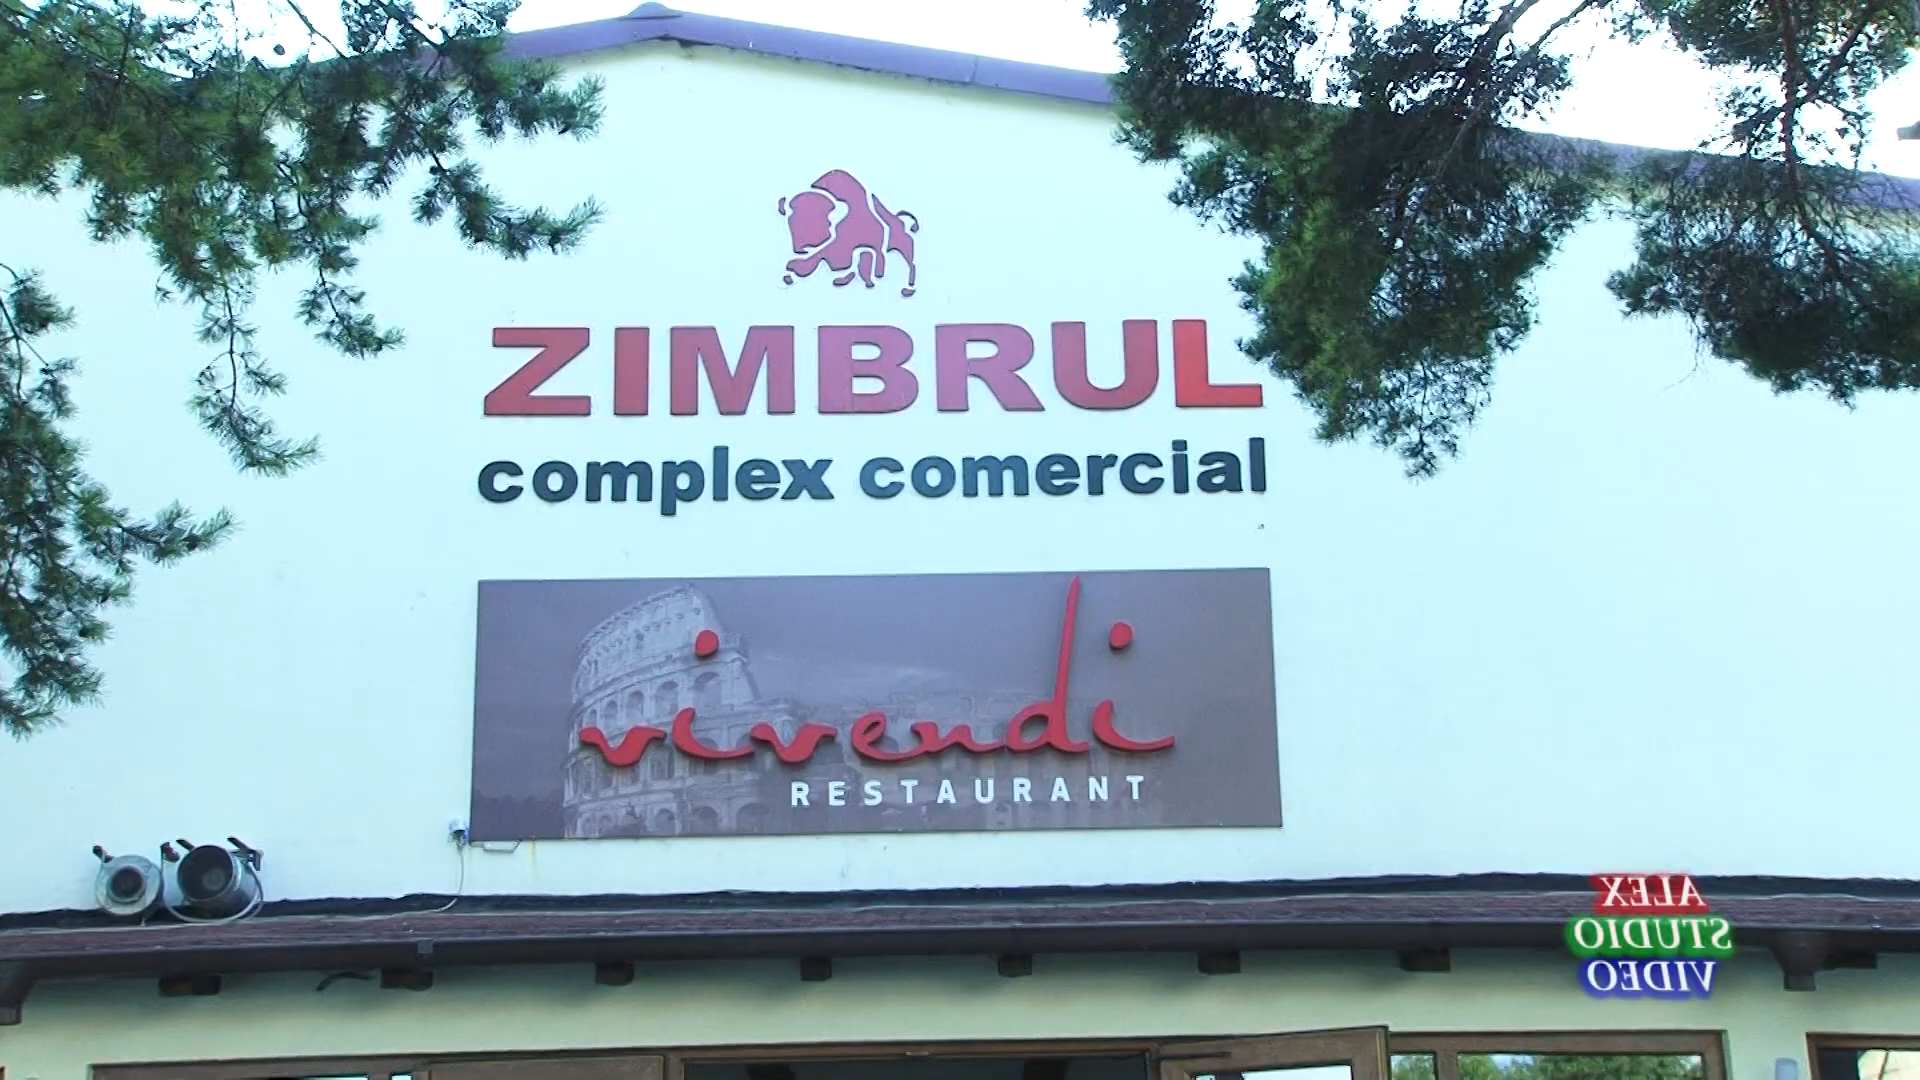 ZIMBRUL
complex comercial
vivendi
RESTAURANT
ALEX
STUDIO
VIDEO